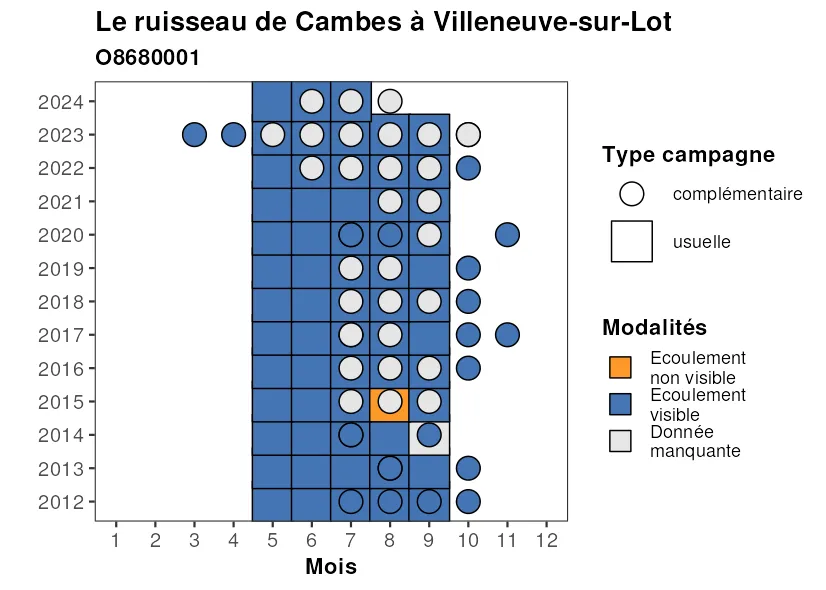 Le ruisseau de Cambes à Villeneuve-sur-Lot
O8680001
2024
2023
2022
2021
2020
2019
2018
2017
2016
2015
2014
2013
2012
1 2 3 4 5 6 7 8 9 10 11 12
Mois
Type campagne
complémentaire
usuelle
Modalités
Ecoulement
non visible
Ecoulement
visible
Donnée
manquante